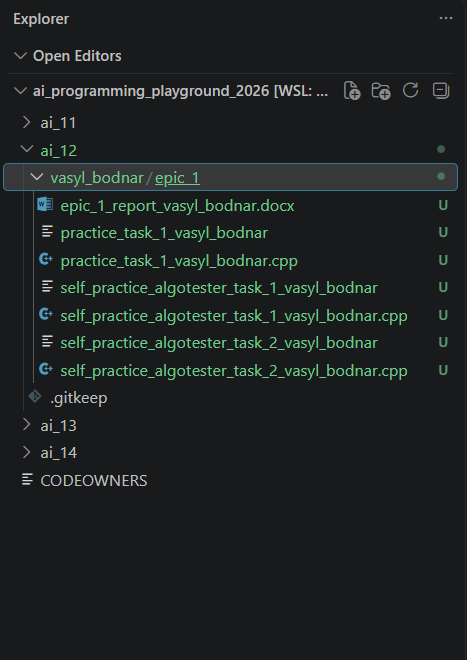 Explorer ...
Open Editors
ai_programming_playground_2026 [WSL: ...
ai_11
ai_12
vasyl_bodnar/epic_1
epic_1_report_vasyl_bodnar.docx U
practice_task_1_vasyl_bodnar U
practice_task_1_vasyl_bodnar.cpp U
self_practice_algotester_task_1_vasyl_bodnar U
self_practice_algotester_task_1_vasyl_bodnar.cpp U
self_practice_algotester_task_2_vasyl_bodnar U
self_practice_algotester_task_2_vasyl_bodnar.cpp U
.gitkeep
ai_13
ai_14
CODEOWNERS